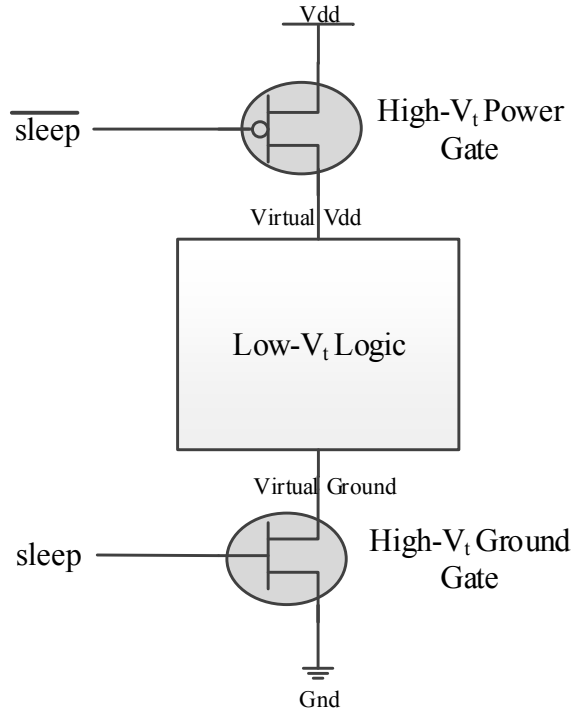 Vdd
sleep
High-Vt Power
Gate
Virtual Vdd
Low-Vt Logic
Virtual Ground
sleep
High-Vt Ground
Gate
Gnd